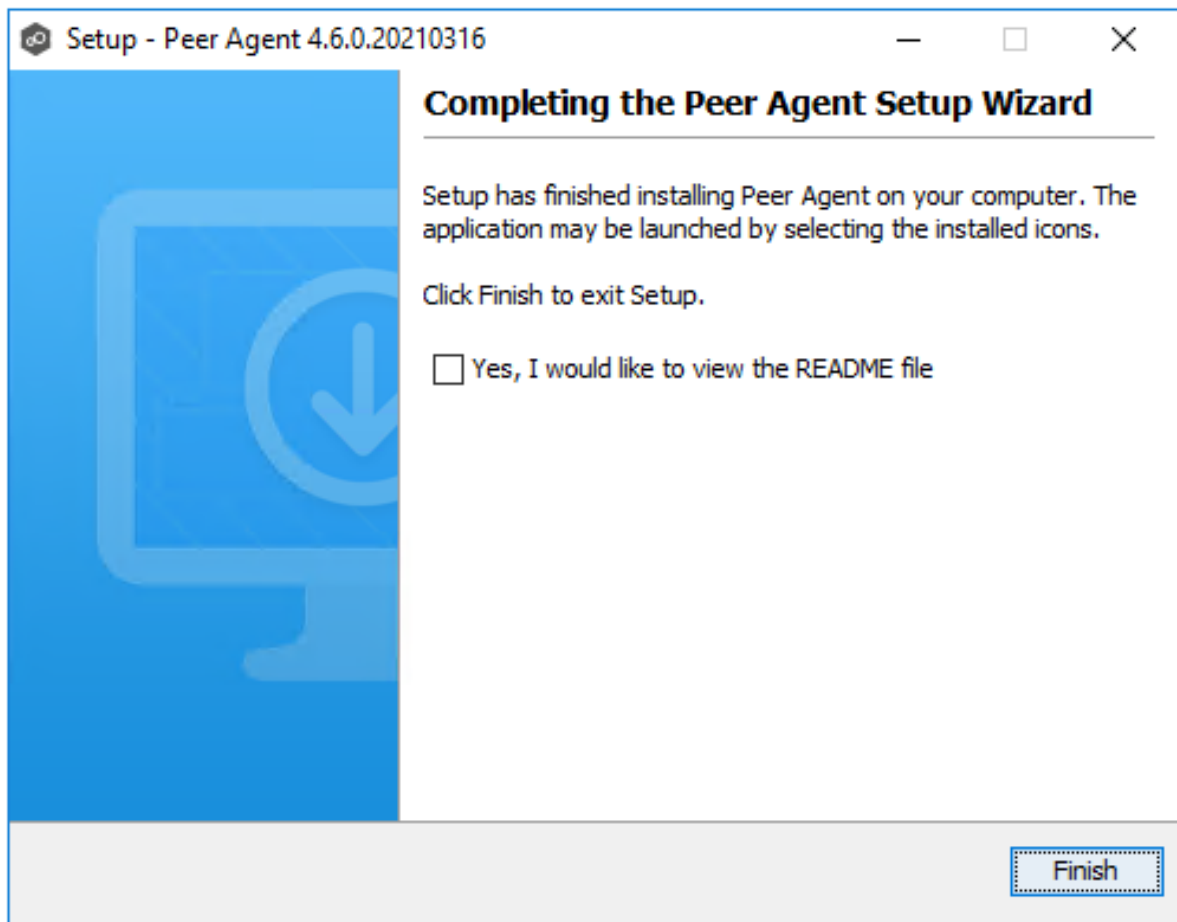 Setup - Peer Agent 4.6.0.20210316
Completing the Peer Agent Setup Wizard
Setup has finished installing Peer Agent on your computer. The
application may be launched by selecting the installed icons.
Click Finish to exit Setup.
Yes, I would like to view the README file
Finish